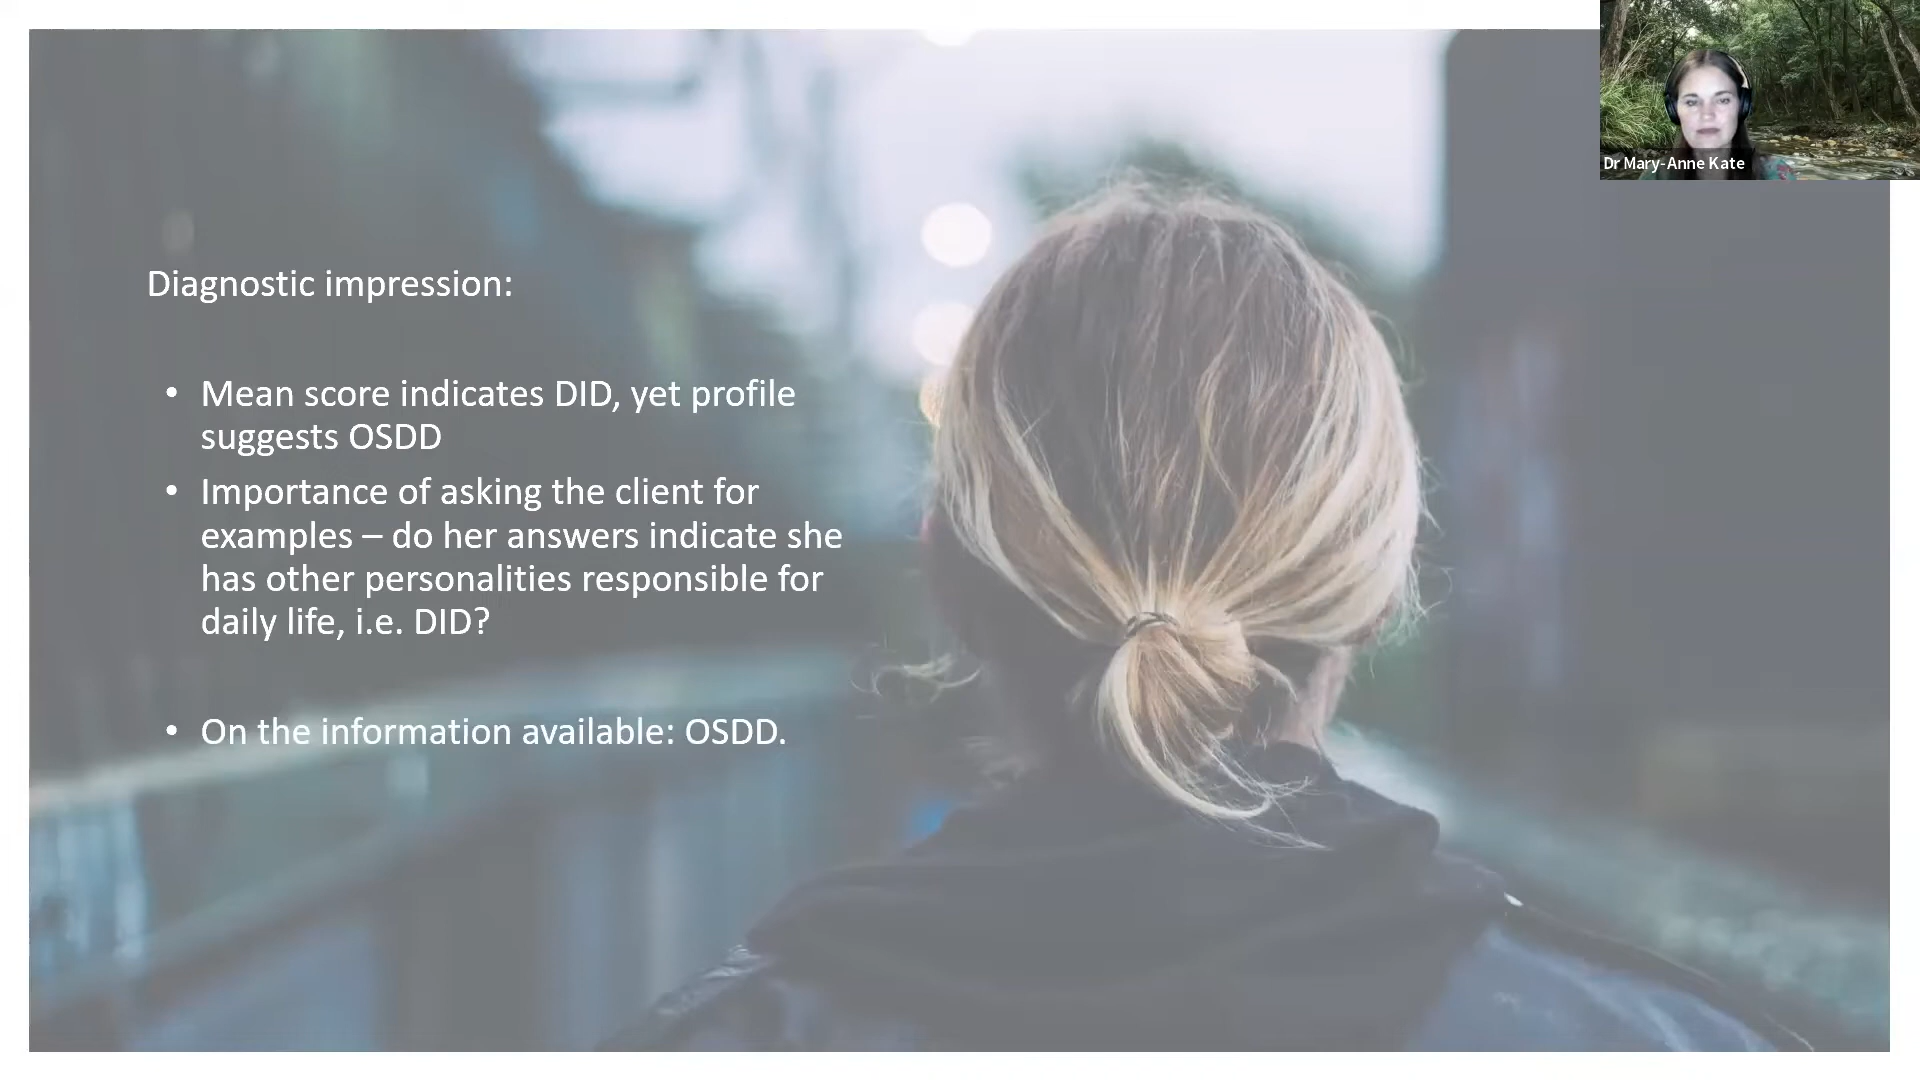 Dr Mary-Anne Kate
Diagnostic impression:
• Mean score indicates DID, yet profile
suggests OSDD
• Importance of asking the client for
examples – do her answers indicate she
has other personalities responsible for
daily life, i.e. DID?
• On the information available: OSDD.